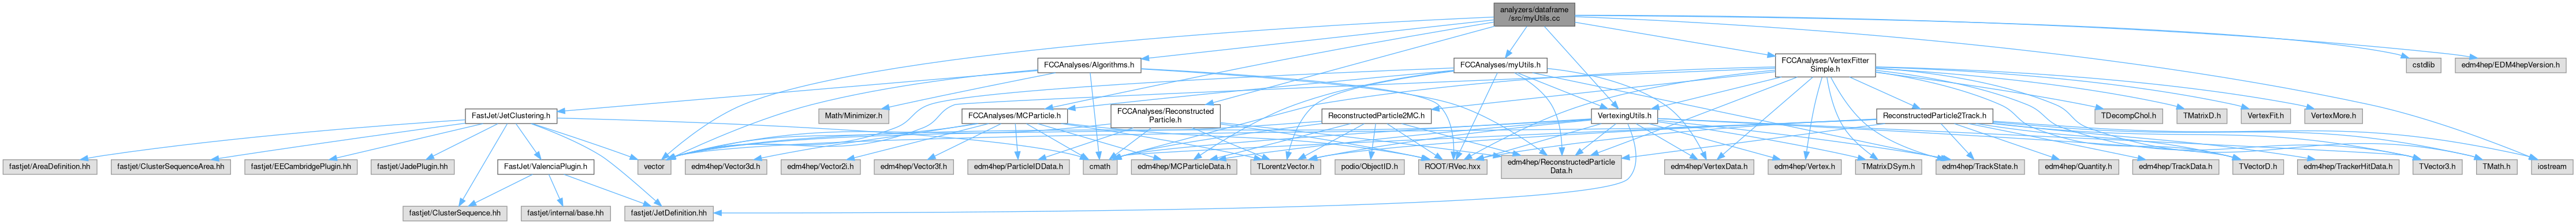 analyzers/dataframe
/src/myUtils.cc
FCCAnalyses/Algorithms.h
FCCAnalyses/myUtils.h
FCCAnalyses/VertexFitter
Simple.h
cstdlib
edm4hep/EDM4hepVersion.h
FastJet/JetClustering.h
Math/Minimizer.h
FCCAnalyses/MCParticle.h
FCCAnalyses/Reconstructed
Particle.h
ReconstructedParticle2MC.h
VertexingUtils.h
ReconstructedParticle2Track.h
TDecompChol.h
TMatrixD.h
VertexFit.h
VertexMore.h
fastjet/AreaDefinition.hh
fastjet/ClusterSequenceArea.hh
fastjet/EECambridgePlugin.hh
fastjet/JadePlugin.hh
FastJet/ValenciaPlugin.h
vector
edm4hep/Vector3d.h
edm4hep/Vector2i.h
edm4hep/Vector3f.h
edm4hep/ParticleIDData.h
cmath
edm4hep/MCParticleData.h
TLorentzVector.h
podio/ObjectID.h
ROOT/RVec.hxx
edm4hep/ReconstructedParticle
Data.h
edm4hep/VertexData.h
edm4hep/Vertex.h
TMatrixDSym.h
edm4hep/TrackState.h
edm4hep/Quantity.h
edm4hep/TrackData.h
TVectorD.h
edm4hep/TrackerHitData.h
TVector3.h
TMath.h
iostream
fastjet/ClusterSequence.hh
fastjet/internal/base.hh
fastjet/JetDefinition.hh